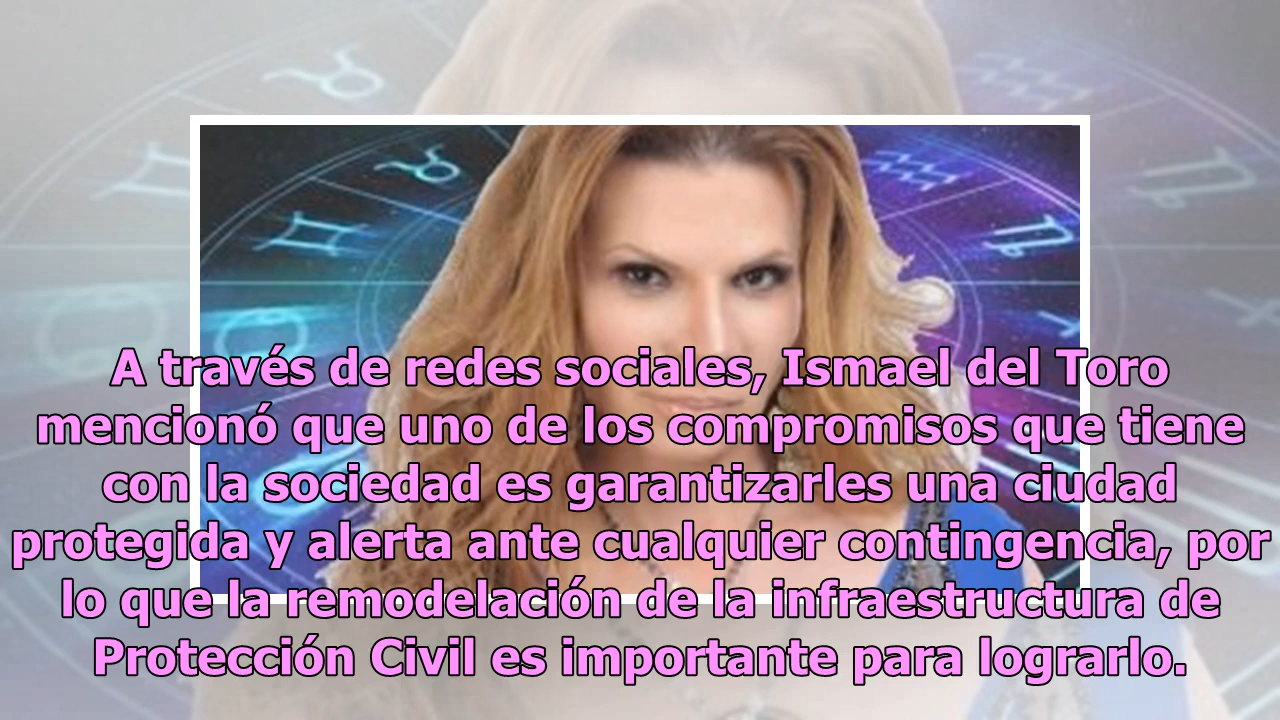 A través de redes sociales, Ismael del Toro
mencionó que uno de los compromisos que tiene
con la sociedad es garantizarles una ciudad
protegida y alerta ante cualquier contingencia, por
lo que la remodelación de la infraestructura de
Protección Civil es importante para lograrlo.